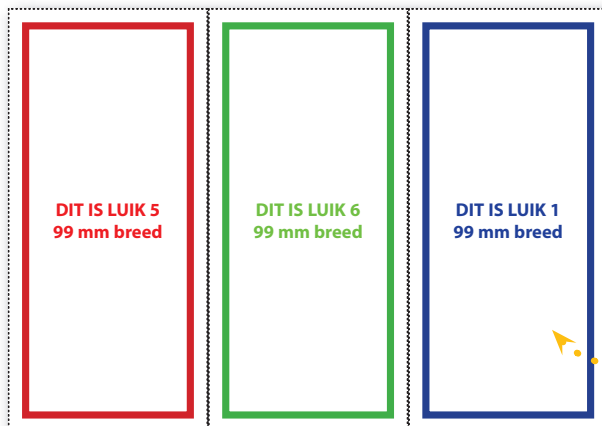 DIT IS LUIK 5
99 mm breed
DIT IS LUIK 6
99 mm breed
DIT IS LUIK 1
99 mm breed